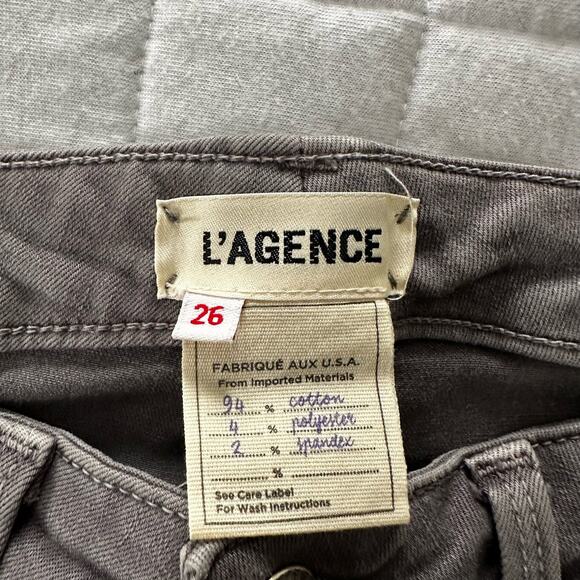 L'AGENCE
26
FABRIQUÉ AUX U.S.A.
From Imported Materials
94 % cotton
4 % polyester
2 % spandex
%
See Care Label
For Wash Instructions